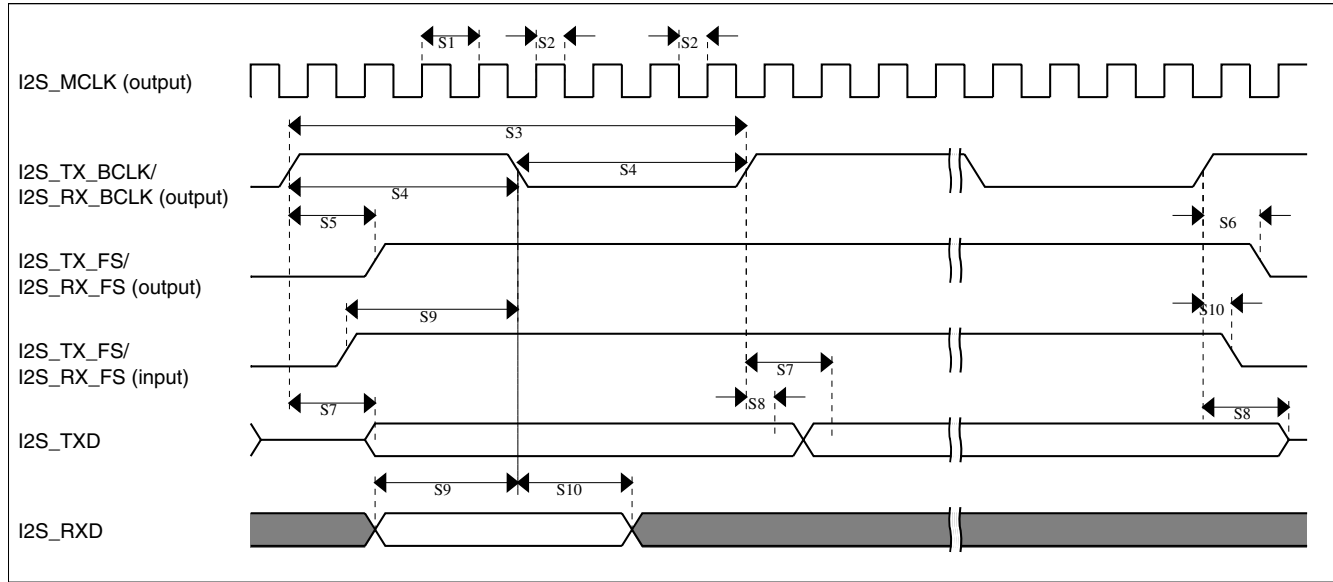 S1
S2
S2
I2S_MCLK (output)
S3
I2S_TX_BCLK/
I2S_RX_BCLK (output)
S4
S4
S5
S6
I2S_TX_FS/
I2S_RX_FS (output)
S9
S10
I2S_TX_FS/
I2S_RX_FS (input)
S7
S7
S8
S8
I2S_TXD
S9
S10
I2S_RXD